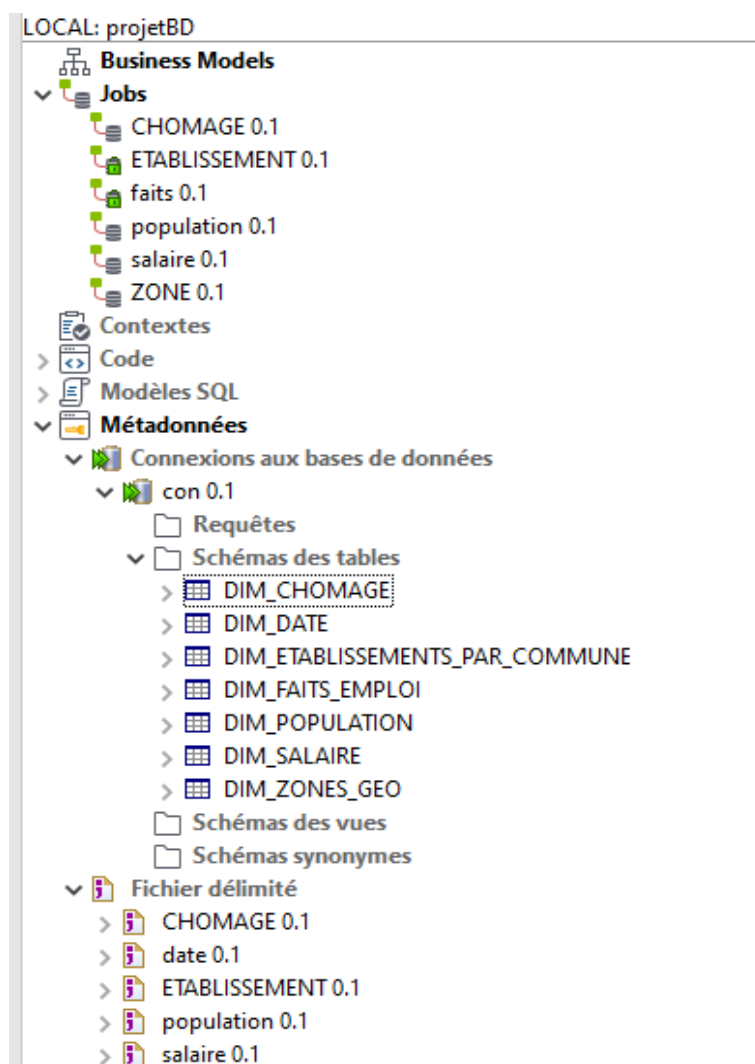 LOCAL: projetBD
Business Models
Jobs
CHOMAGE 0.1
ETABLISSEMENT 0.1
faits 0.1
population 0.1
salaire 0.1
ZONE 0.1
Contextes
Code
Modèles SQL
Métadonnées
Connexions aux bases de données
con 0.1
Requêtes
Schémas des tables
DIM_CHOMAGE
DIM_DATE
DIM_ETABLISSEMENTS_PAR_COMMUNE
DIM_FAITS_EMPLOI
DIM_POPULATION
DIM_SALAIRE
DIM_ZONES_GEO
Schémas des vues
Schémas synonymes
Fichier délimité
CHOMAGE 0.1
date 0.1
ETABLISSEMENT 0.1
population 0.1
salaire 0.1